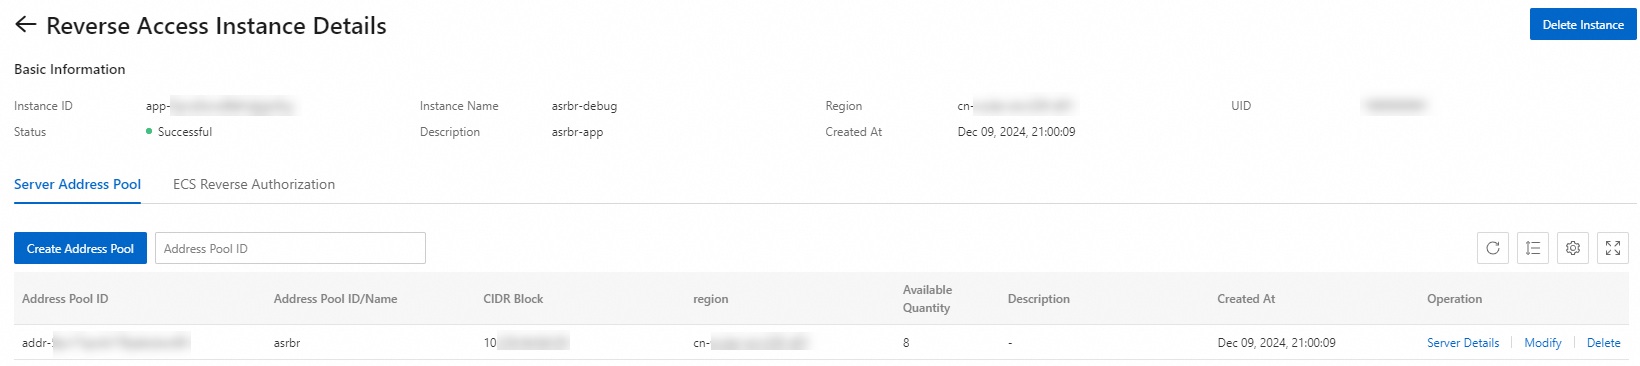 Reverse Access Instance Details
Delete Instance
Basic Information
Instance ID app- Instance Name asrbr-debug Region cn- UID
Status Successful Description asrbr-app Created At Dec 09, 2024, 21:00:09
Server Address Pool ECS Reverse Authorization
Create Address Pool Address Pool ID
Address Pool ID Address Pool ID/Name CIDR Block region Available Quantity Description Created At Operation
addr- asrbr 10 cn- 8 - Dec 09, 2024, 21:00:09 Server Details Modify Delete